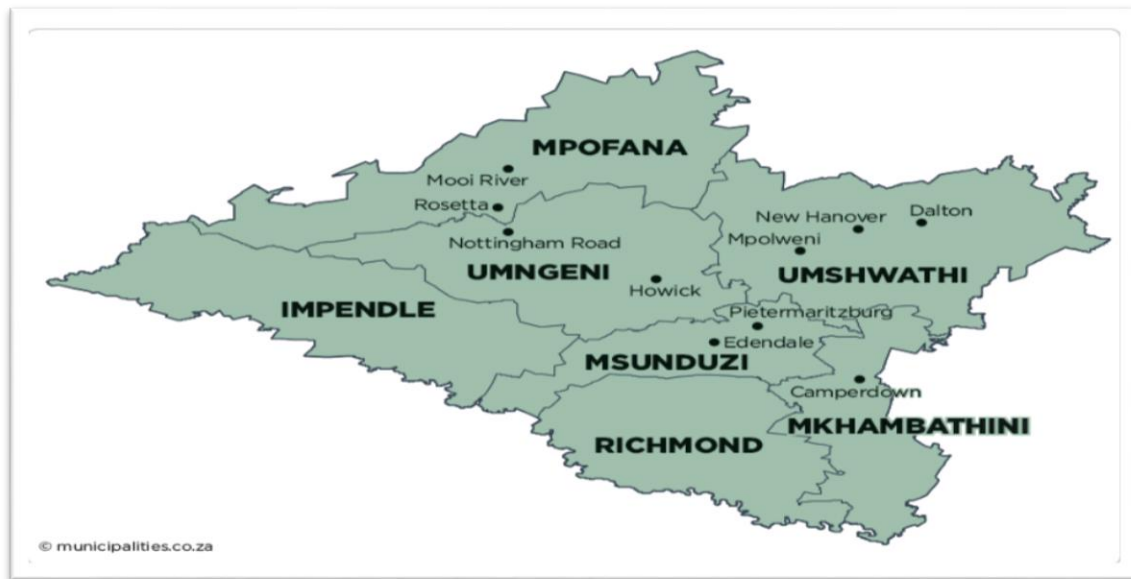 MPOFANA
Mooi River
Rosetta
New Hanover
Dalton
Nottingham Road
Mpolweni
UMNGENI
UMSHWATHI
Howick
IMPENDLE
Pietermaritzburg
Edendale
MSUNDUZI
Camperdown
MKHAMBATHINI
RICHMOND
© municipalities.co.za